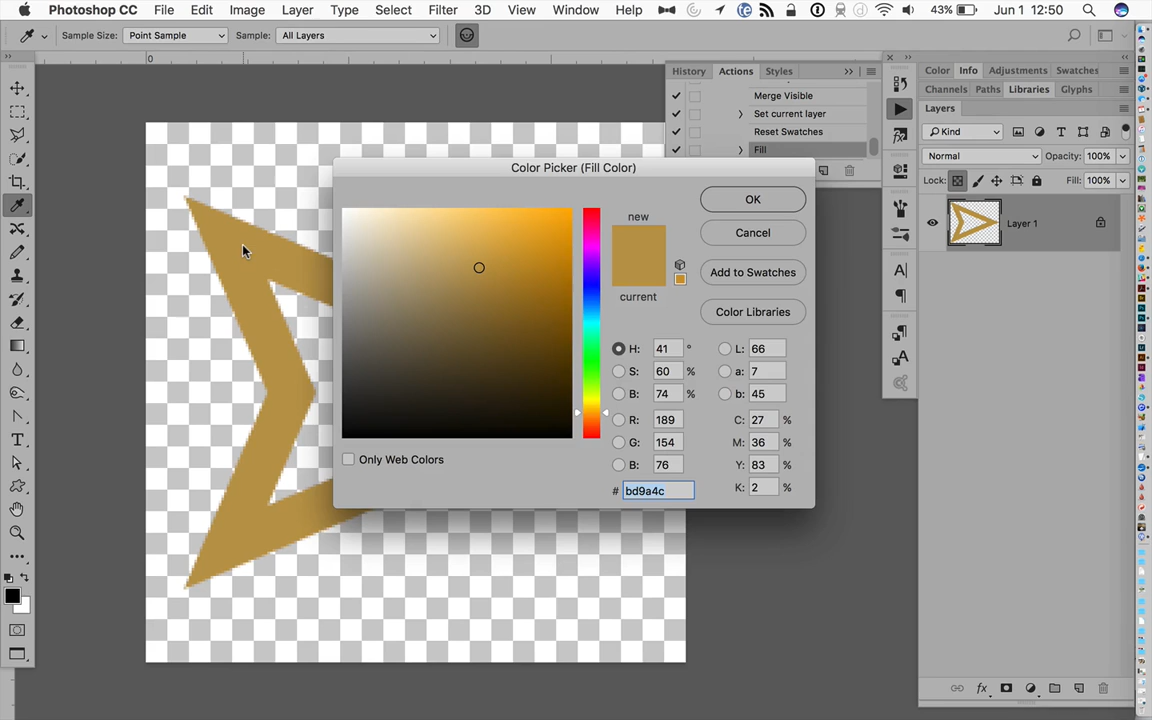 Photoshop CC File Edit Image Layer Type Select Filter 3D View Window Help 43% Jun 1 12:50
Sample Size: Point Sample Sample: All Layers
0
History Actions Styles
Merge Visible
Set current layer
Reset Swatches
Fill
Color Info Adjustments Swatches
Channels Paths Libraries Glyphs
Layers
Kind
Normal Opacity: 100%
Lock: Fill: 100%
Layer 1
Color Picker (Fill Color)
new
current
OK
Cancel
Add to Swatches
Color Libraries
H: 41 ° L: 66
S: 60 % a: 7
B: 74 % b: 45
R: 189 C: 27 %
G: 154 M: 36 %
B: 76 Y: 83 %
# bd9a4c K: 2 %
Only Web Colors